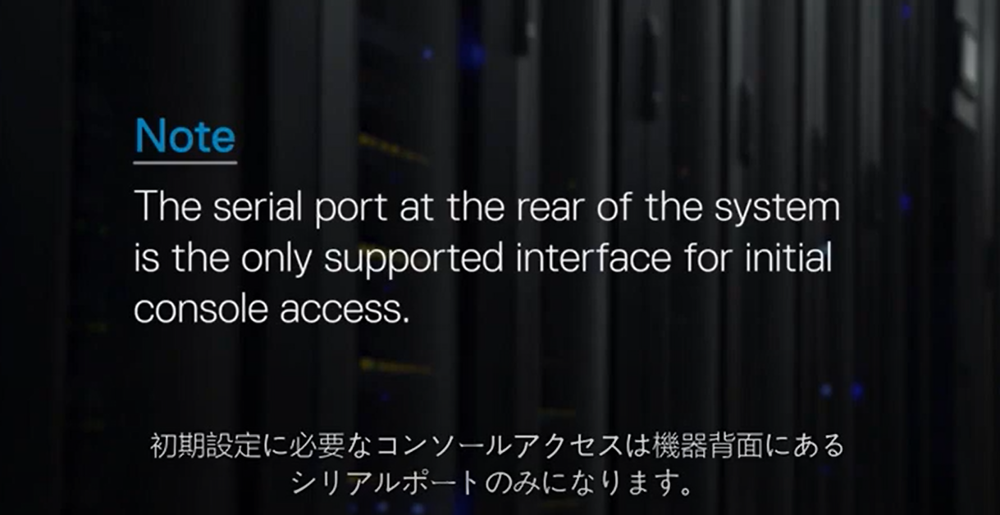 Note
The serial port at the rear of the system
is the only supported interface for initial
console access.
初期設定に必要なコンソールアクセスは機器背面にある
シリアルポートのみになります。